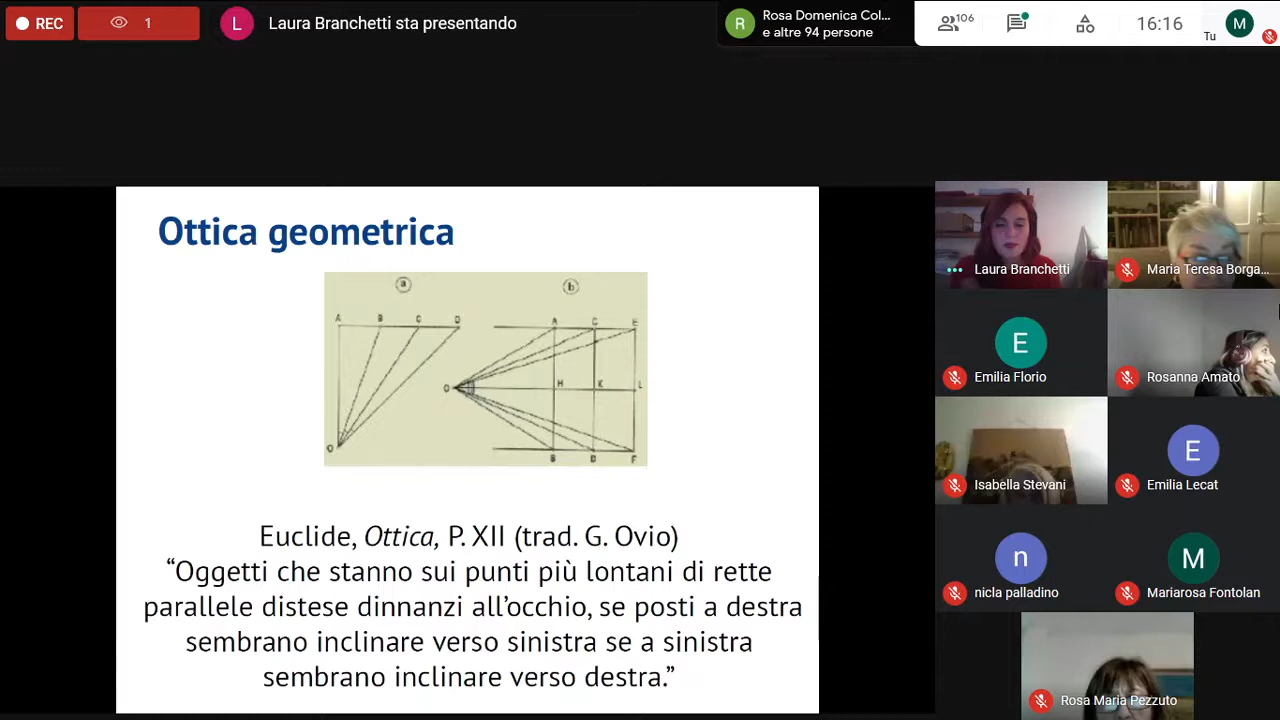 REC
1
L
Laura Branchetti sta presentando
R
Rosa Domenica Col...
e altre 94 persone
106
16:16
Tu
M
Ottica geometrica
a
b
A B C D
A C E
O
H K L
O
B D F
Euclide, Ottica, P. XII (trad. G. Ovio)
“Oggetti che stanno sui punti più lontani di rette
parallele distese dinnanzi all’occhio, se posti a destra
sembrano inclinare verso sinistra se a sinistra
sembrano inclinare verso destra.”
Laura Branchetti
Maria Teresa Borga...
E
Emilia Florio
Rosanna Amato
Isabella Stevani
E
Emilia Lecat
n
nicla palladino
M
Mariarosa Fontolan
Rosa Maria Pezzuto